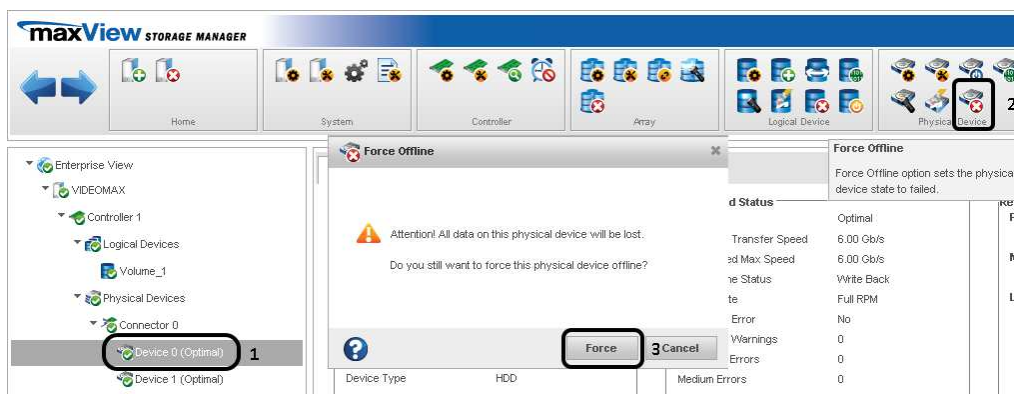 maxView STORAGE MANAGER
Home
System
Controller
Array
Logical Device
Physical Device
2
Force Offline
Force Offline option sets the physica
device state to failed.
Enterprise View
VIDEOMAX
Controller 1
Logical Devices
Volume_1
Physical Devices
Connector 0
Device 0 (Optimal)
1
Device 1 (Optimal)
Force Offline
Attention! All data on this physical device will be lost.
Do you still want to force this physical device offline?
Force
3
Cancel
Device Type HDD
d Status
Optimal
Transfer Speed 6.00 Gb/s
ed Max Speed 6.00 Gb/s
ne Status Write Back
te Full RPM
Error No
Warnings 0
Errors 0
Medium Errors 0